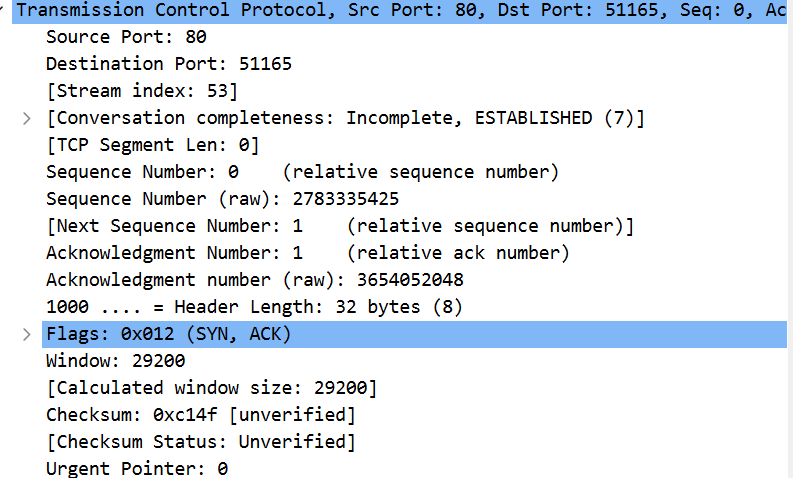 Transmission Control Protocol, Src Port: 80, Dst Port: 51165, Seq: 0, Ac
Source Port: 80
Destination Port: 51165
[Stream index: 53]
[Conversation completeness: Incomplete, ESTABLISHED (7)]
[TCP Segment Len: 0]
Sequence Number: 0    (relative sequence number)
Sequence Number (raw): 2783335425
[Next Sequence Number: 1    (relative sequence number)]
Acknowledgment Number: 1    (relative ack number)
Acknowledgment number (raw): 3654052048
1000 .... = Header Length: 32 bytes (8)
Flags: 0x012 (SYN, ACK)
Window: 29200
[Calculated window size: 29200]
Checksum: 0xc14f [unverified]
[Checksum Status: Unverified]
Urgent Pointer: 0